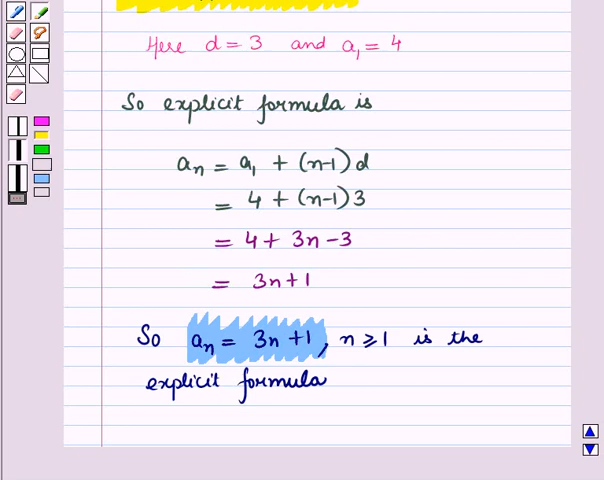 Here d = 3 and a₁ = 4
So explicit formula is
aₙ = a₁ + (n-1) d
= 4 + (n-1) 3
= 4 + 3n - 3
= 3n + 1
So aₙ = 3n + 1, n ⩾ 1 is the
explicit formula